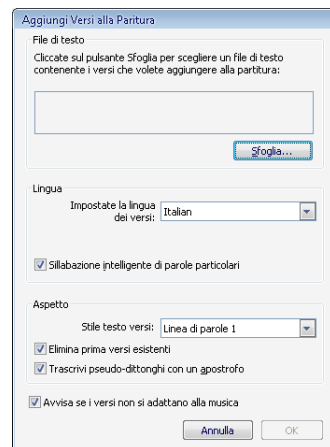 Aggiungi Versi alla Paritura
File di testo
Cliccate sul pulsante Sfoglia per scegliere un file di testo
contenente i versi che volete aggiungere alla partitura:
Sfoglia...
Lingua
Impostate la lingua
dei versi:
Italian
Sillabazione intelligente di parole particolari
Aspetto
Stile testo versi:
Linea di parole 1
Elimina prima versi esistenti
Trascrivi pseudo-dittonghi con un apostrofo
Avvisa se i versi non si adattano alla musica
Annulla
OK